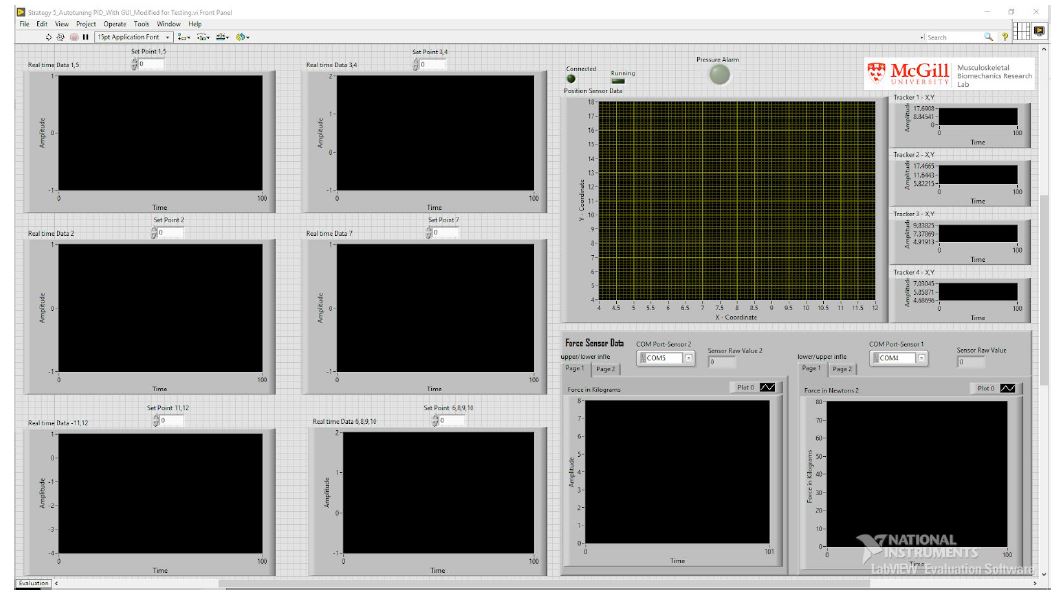 Strategy 5_Autotuning PID_With GUI_Modified for Testing.vi Front Panel
File Edit View Project Operate Tools Window Help
15pt Application Font
Search
Set Point 1,5
0
Real time Data 1,5
1
0
-1
Amplitude
0 100
Time
Set Point 3,4
0
Real time Data 3,4
2
1
0
-1
Amplitude
0 100
Time
Set Point 2
0
Real time Data 2
1
0
-1
Amplitude
0 100
Time
Set Point 7
0
Real time Data 7
1
0
-1
Amplitude
0 100
Time
Set Point 11,12
0
Real time Data -11,12
1
0
-1
-2
-3
-4
Amplitude
0 100
Time
Set Point 6,8,9,10
0
Real time Data 6,8,9,10
2
1
0
-1
Amplitude
0 100
Time
Connected
Running
Pressure Alarm
McGill
UNIVERSITY
Musculoskeletal
Biomechanics Research
Lab
Position Sensor Data
18
17
16
15
14
13
12
11
10
9
8
7
6
5
4
Y - Coordinate
4 4.5 5 5.5 6 6.5 7 7.5 8 8.5 9 9.5 10 10.5 11 11.5 12
X - Coordinate
Tracker 1 - X,Y
17.6008
8.84541
0
Amplitude
0 100
Time
Tracker 2 - X,Y
17.4665
11.6443
5.82215
Amplitude
0 100
Time
Tracker 3 - X,Y
9.83825
7.37869
4.91913
Amplitude
0 100
Time
Tracker 4 - X,Y
7.03045
5.85871
4.68696
Amplitude
0 100
Time
Force Sensor Data
COM Port-Sensor 2
COM5
Sensor Raw Value 2
0
upper/lower infle
Page 1 Page 2
Force in Kilograms
Plot 0
8
7
6
5
4
3
2
1
0
Amplitude
0 101
Time
COM Port-Sensor 1
COM4
Sensor Raw Value
0
lower/upper infle
Page 1 Page 2
Force in Newtons 2
Plot 0
80
70
60
50
40
30
20
10
0
Force in Kilograms
0 100
Time
NATIONAL
INSTRUMENTS
LabVIEW Evaluation Software
Evaluation